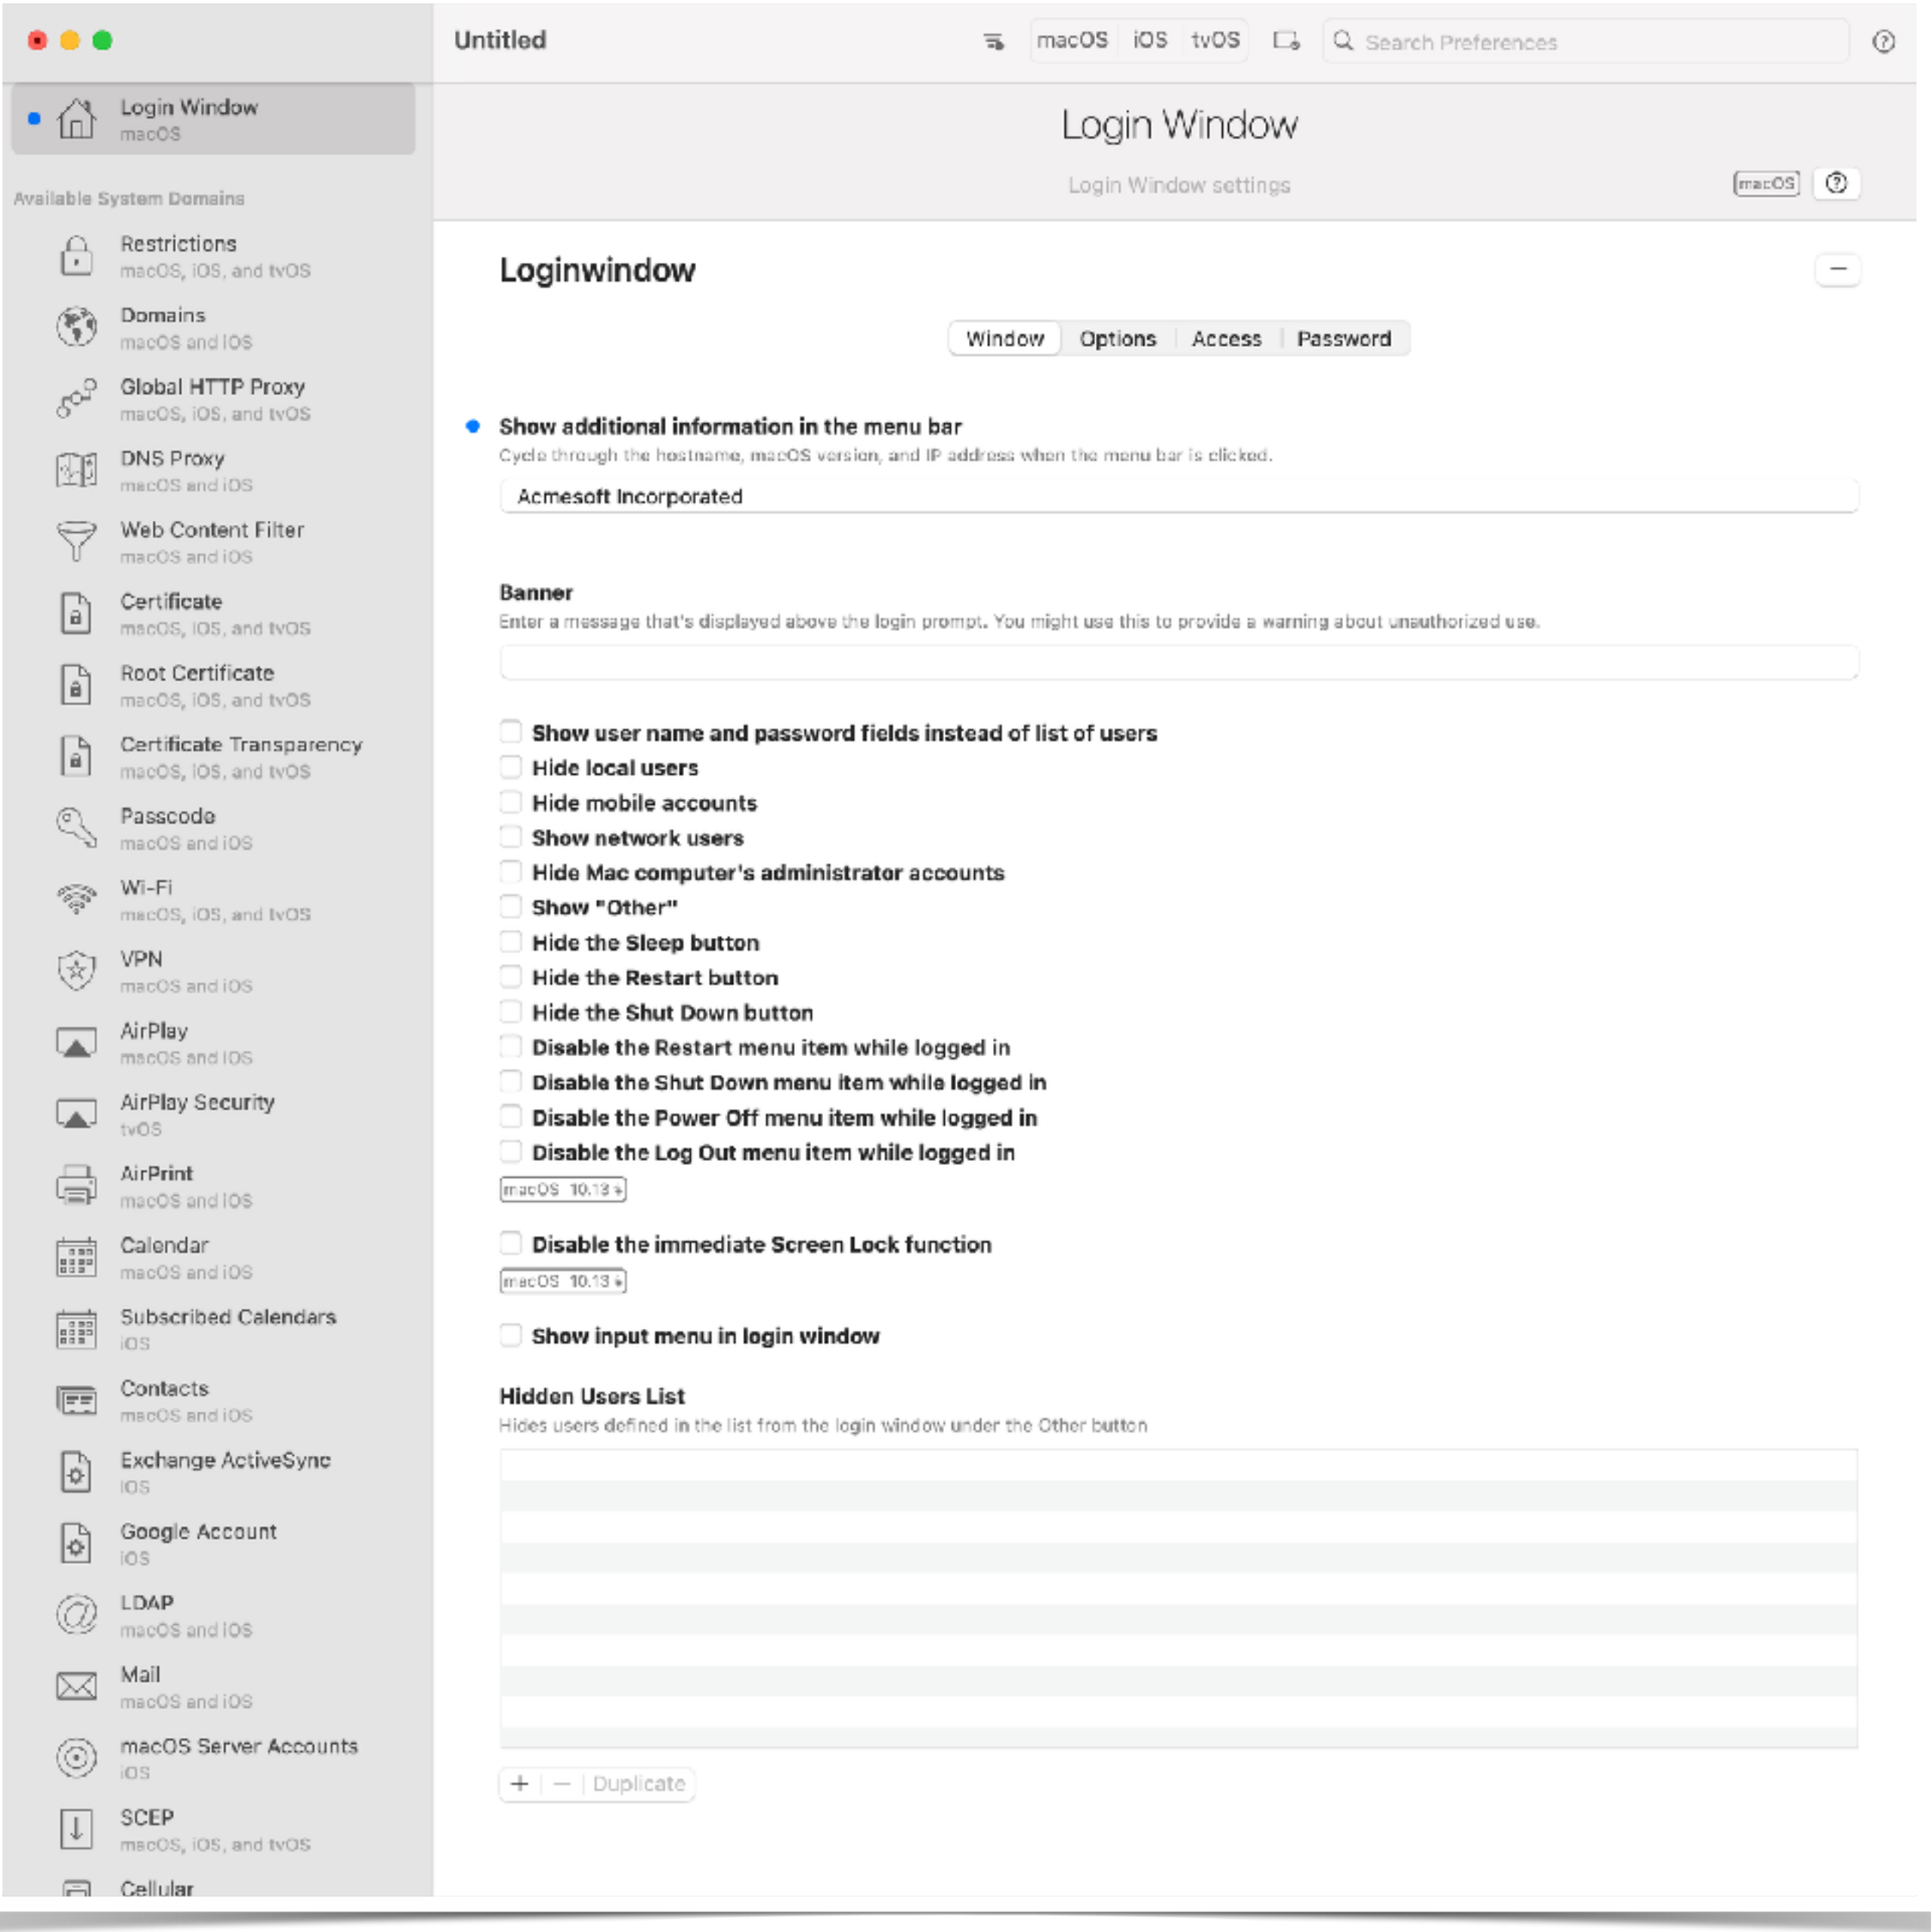 Untitled
macOS iOS tvOS
Search Preferences
Login Window
macOS
Available System Domains
Restrictions
macOS, iOS, and tvOS
Domains
macOS and iOS
Global HTTP Proxy
macOS, iOS, and tvOS
DNS Proxy
macOS and iOS
Web Content Filter
macOS and iOS
Certificate
macOS, iOS, and tvOS
Root Certificate
macOS, iOS, and tvOS
Certificate Transparency
macOS, iOS, and tvOS
Passcode
macOS and iOS
Wi-Fi
macOS, iOS, and tvOS
VPN
macOS and iOS
AirPlay
macOS and iOS
AirPlay Security
tvOS
AirPrint
macOS and iOS
Calendar
macOS and iOS
Subscribed Calendars
iOS
Contacts
macOS and iOS
Exchange ActiveSync
iOS
Google Account
iOS
LDAP
macOS and iOS
Mail
macOS and iOS
macOS Server Accounts
iOS
SCEP
macOS, iOS, and tvOS
Cellular
Login Window
Login Window settings
macOS
Loginwindow
Window Options Access Password
Show additional information in the menu bar
Cycle through the hostname, macOS version, and IP address when the menu bar is clicked.
Acmesoft Incorporated
Banner
Enter a message that's displayed above the login prompt. You might use this to provide a warning about unauthorized use.
Show user name and password fields instead of list of users
Hide local users
Hide mobile accounts
Show network users
Hide Mac computer's administrator accounts
Show "Other"
Hide the Sleep button
Hide the Restart button
Hide the Shut Down button
Disable the Restart menu item while logged in
Disable the Shut Down menu item while logged in
Disable the Power Off menu item while logged in
Disable the Log Out menu item while logged in
macOS 10.13+
Disable the immediate Screen Lock function
macOS 10.13+
Show input menu in login window
Hidden Users List
Hides users defined in the list from the login window under the Other button
+ − Duplicate